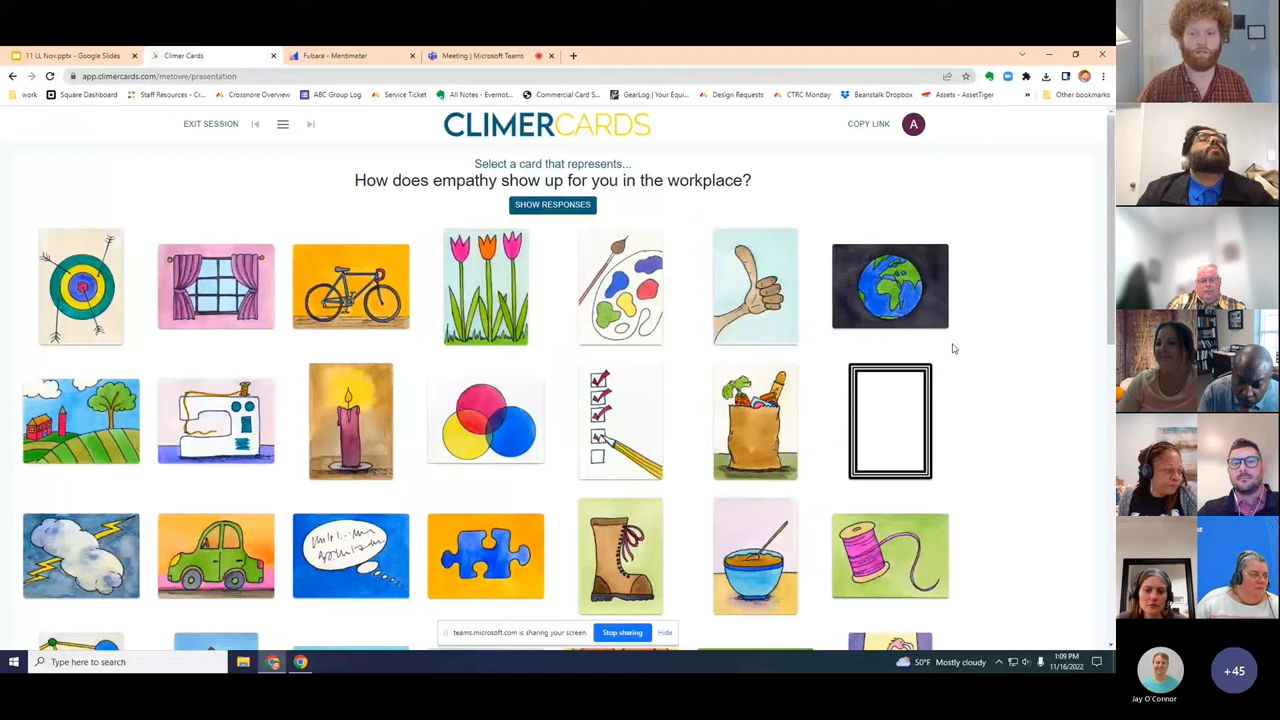 11 LL Nov.pptx - Google Slides
Climer Cards
Fubara - Mentimeter
Meeting | Microsoft Teams
app.climercards.com/metowe/presentation
work
Square Dashboard
Staff Resources - Cr...
Crossnore Overview
ABC Group Log
Service Ticket
All Notes - Evernot...
Commercial Card S...
GearLog (Your Equi...
Design Requests
CTRC Monday
Beanstalk Dropbox
Assets - AssetTiger
»
Other bookmarks
EXIT SESSION
CLIMERCARDS
COPY LINK
A
Select a card that represents...
How does empathy show up for you in the workplace?
SHOW RESPONSES
teams.microsoft.com is sharing your screen.
Stop sharing
Hide
Type here to search
50°F Mostly cloudy
1:09 PM
11/16/2022
Jay O'Connor
+45